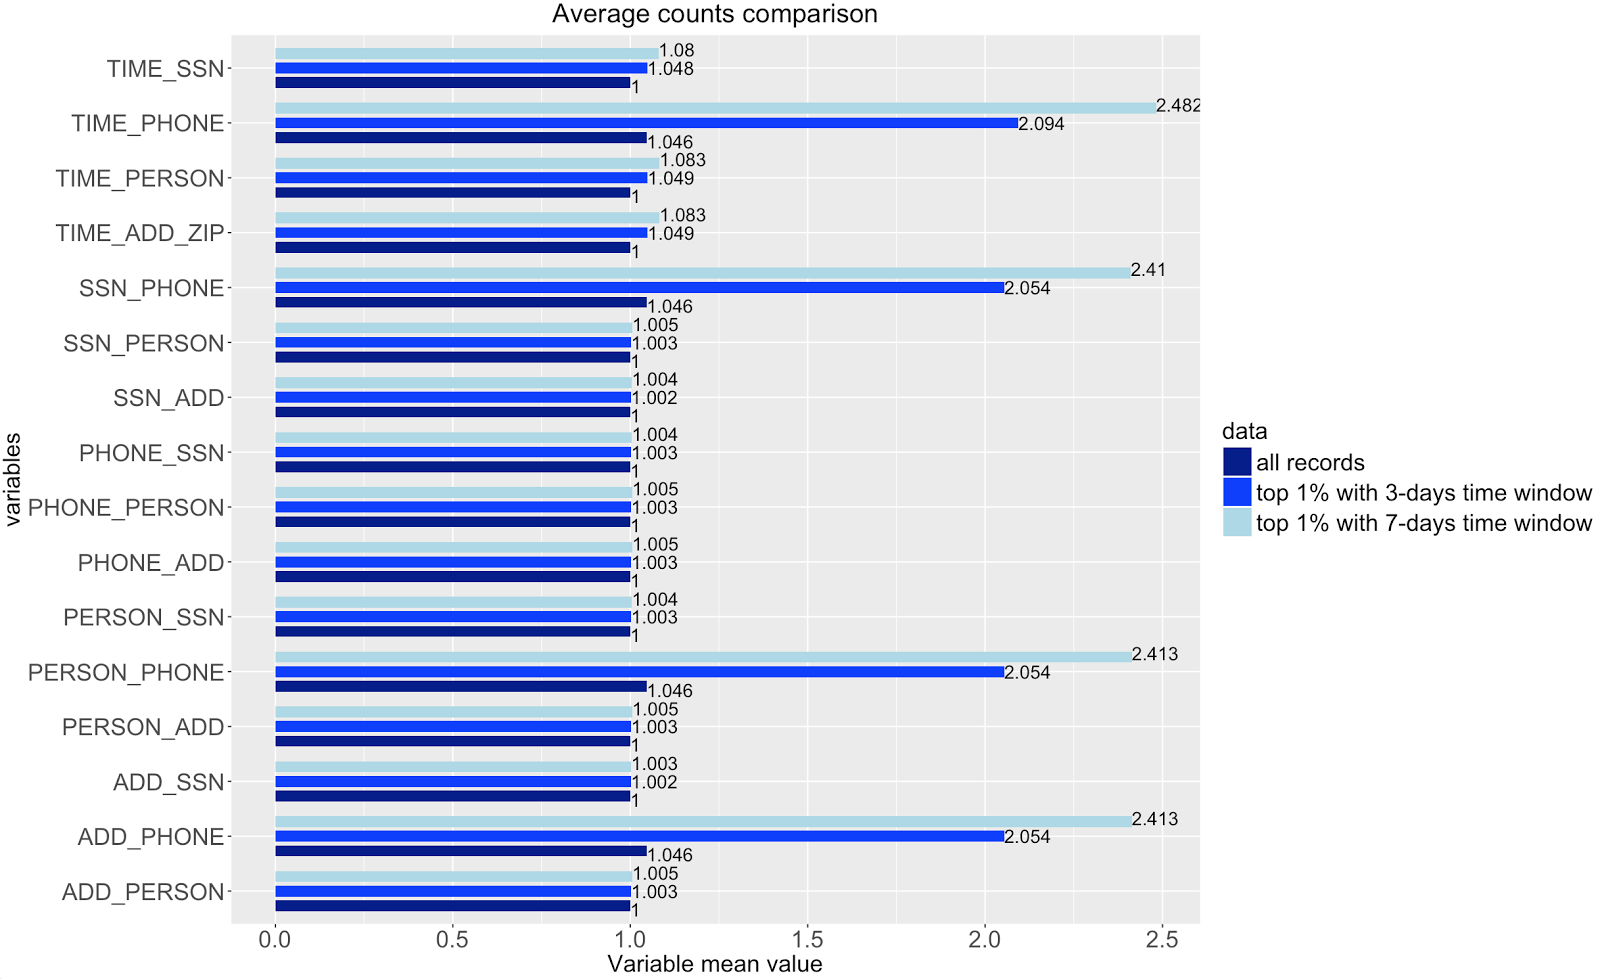 Average counts comparison
TIME_SSN
1.08
1.048
1
TIME_PHONE
2.482
2.094
1.046
TIME_PERSON
1.083
1.049
1
TIME_ADD_ZIP
1.083
1.049
1
SSN_PHONE
2.41
2.054
1.046
SSN_PERSON
1.005
1.003
1
SSN_ADD
1.004
1.002
1
PHONE_SSN
1.004
1.003
1
PHONE_PERSON
1.005
1.003
1
PHONE_ADD
1.005
1.003
1
PERSON_SSN
1.004
1.003
1
PERSON_PHONE
2.413
2.054
1.046
PERSON_ADD
1.005
1.003
1
ADD_SSN
1.003
1.002
1
ADD_PHONE
2.413
2.054
1.046
ADD_PERSON
1.005
1.003
1
variables
0.0 0.5 1.0 1.5 2.0 2.5
Variable mean value
data
all records
top 1% with 3-days time window
top 1% with 7-days time window